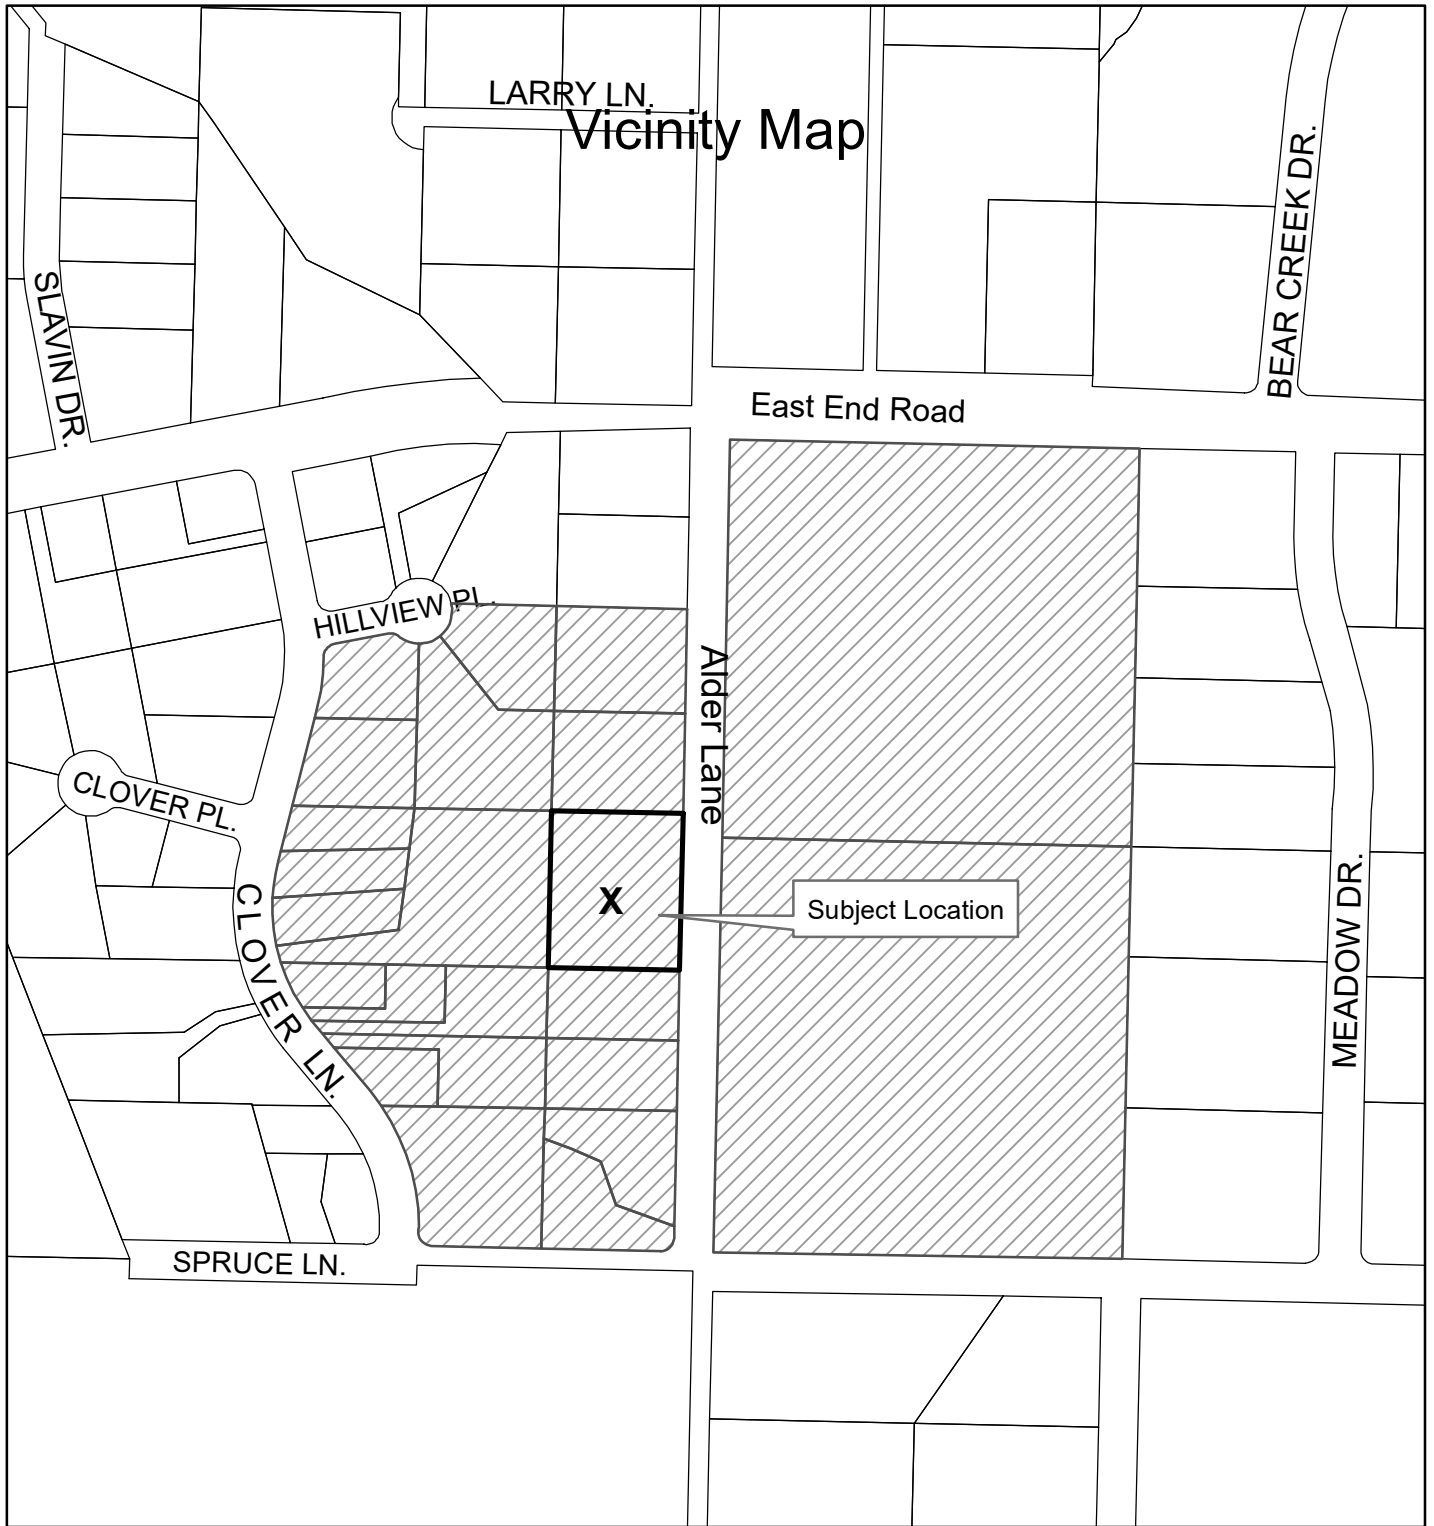 LARRY LN.
Vicinity Map
BEAR CREEK DR.
SLAVIN DR.
East End Road
HILLVIEW PL.
Alder Lane
CLOVER PL.
CLOVER LN.
X
Subject Location
MEADOW DR.
SPRUCE LN.